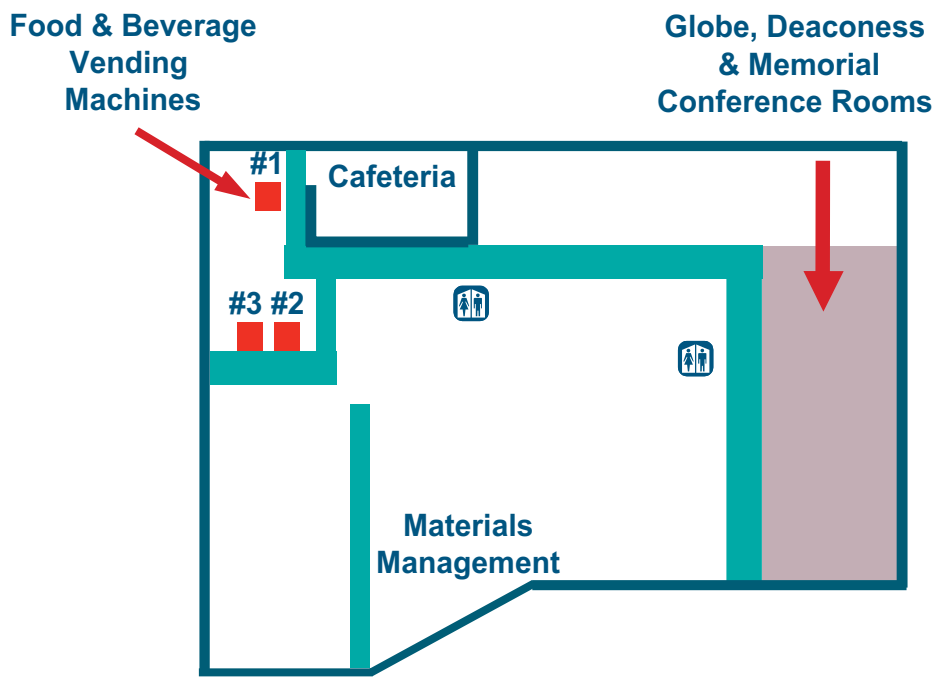 Food & Beverage
Vending
Machines
Globe, Deaconess
& Memorial
Conference Rooms
#1
Cafeteria
#3 #2
Materials
Management